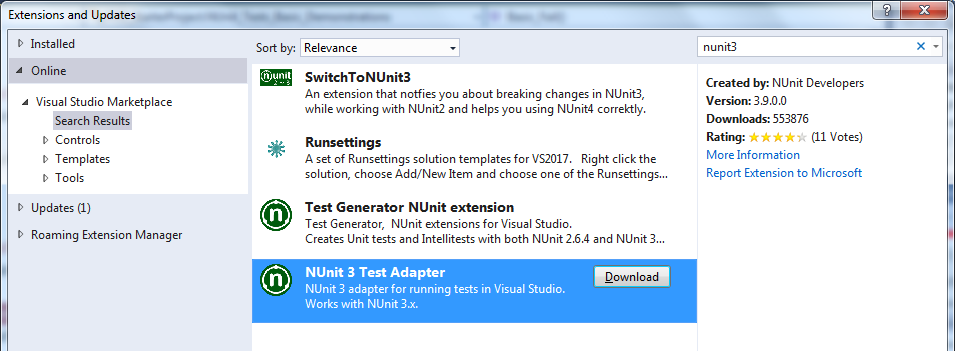 Extensions and Updates
Installed
Online
Visual Studio Marketplace
Search Results
Controls
Templates
Tools
Updates (1)
Roaming Extension Manager
Sort by: Relevance
SwitchToNUnit3
An extension that notfies you about breaking changes in NUnit3,
while working with NUnit2 and helps you using NUnit4 correktly.
Runsettings
A set of Runsettings solution templates for VS2017. Right click the
solution, choose Add/New Item and choose one of the Runsettings...
Test Generator NUnit extension
Test Generator, NUnit extensions for Visual Studio.
Creates Unit tests and Intellitests with both NUnit 2.6.4 and NUnit 3...
NUnit 3 Test Adapter
Download
NUnit 3 adapter for running tests in Visual Studio.
Works with NUnit 3.x.
nunit3
Created by: NUnit Developers
Version: 3.9.0.0
Downloads: 553876
Rating: (11 Votes)
More Information
Report Extension to Microsoft